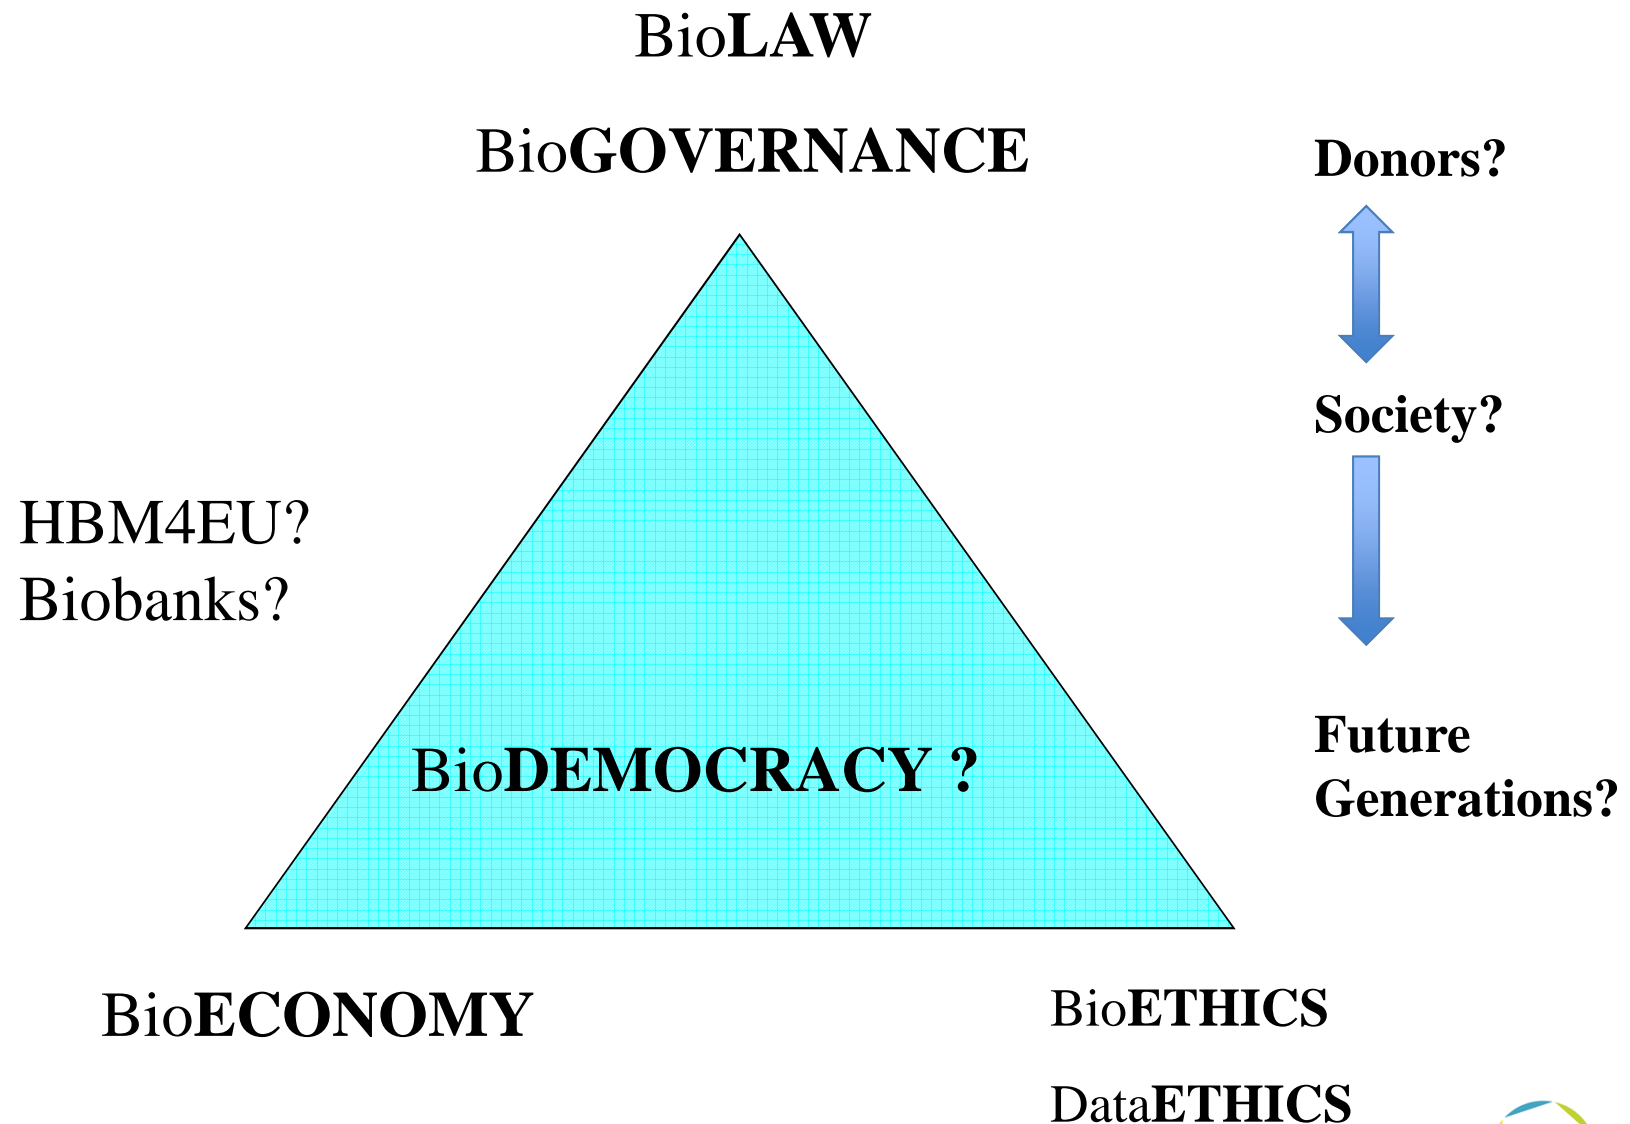 BioLAW
BioGOVERNANCE
Donors?
Society?
HBM4EU?
Biobanks?
Future
Generations?
BioDEMOCRACY ?
BioECONOMY
BioETHICS
DataETHICS